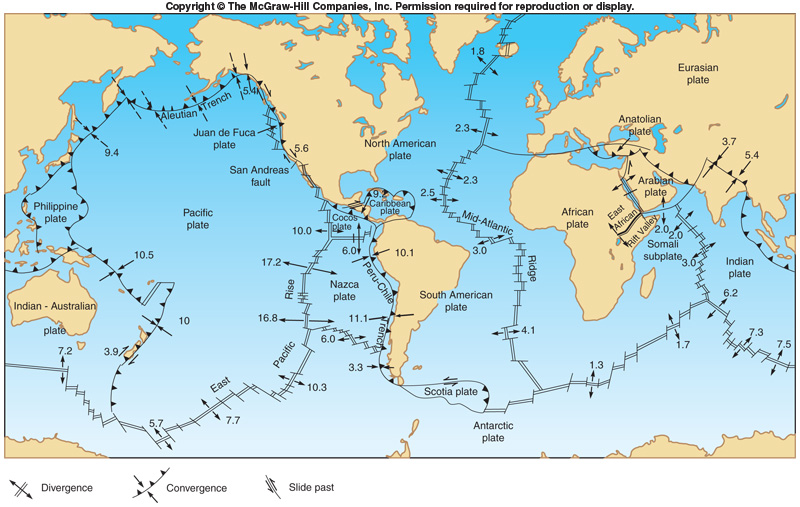 Copyright © The McGraw-Hill Companies, Inc. Permission required for reproduction or display.
1.8
Eurasian
plate
5.4
Aleutian Trench
Juan de Fuca
plate
2.3
Anatolian
plate
North American
plate
3.7
5.4
9.4
5.6
San Andreas
fault
2.3
2.5
Arabian
plate
Philippine
plate
Pacific
plate
9.2
Caribbean
plate
Cocos
plate
Mid-Atlantic
Ridge
African
plate
East
African
Rift Valley
2.0
2.0
Somali
subplate
10.0
6.0
3.0
3.0
10.5
10.1
Indian
plate
17.2
Nazca
plate
Peru-Chile
Trench
South American
plate
6.2
Indian - Australian
plate
10
16.8
11.1
6.0
4.1
7.3
7.5
1.7
7.2
3.9
3.3
1.3
East
Pacific
Rise
10.3
7.7
5.7
Scotia plate
Antarctic
plate
Divergence
Convergence
Slide past